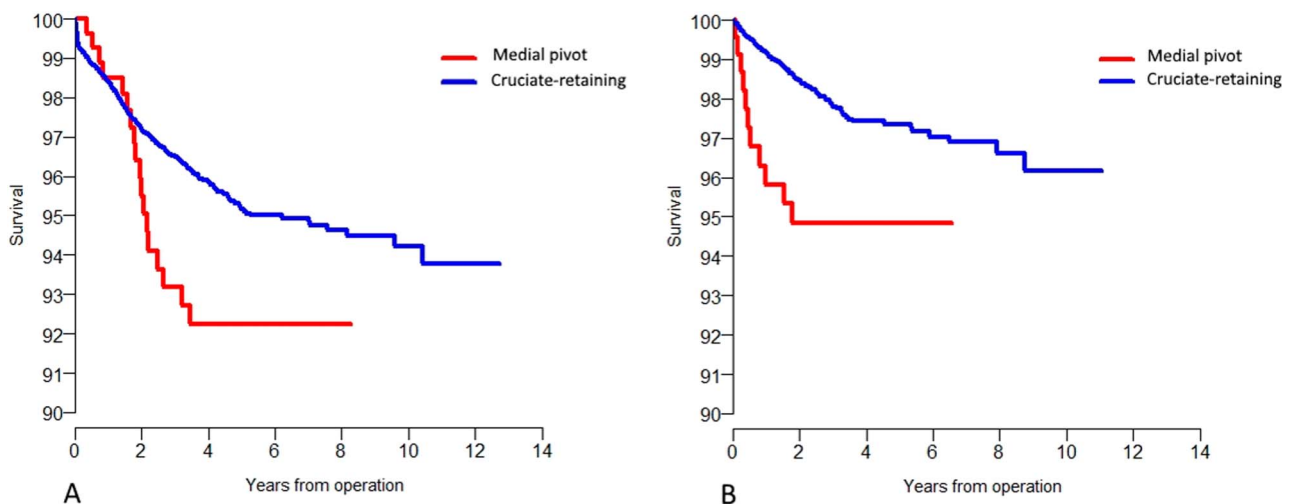 100
99
98
97
96
95
94
93
92
91
90
Survival
0 2 4 6 8 10 12 14
Years from operation
Medial pivot
Cruciate-retaining
A
100
99
98
97
96
95
94
93
92
91
90
Survival
0 2 4 6 8 10 12 14
Years from operation
Medial pivot
Cruciate-retaining
B